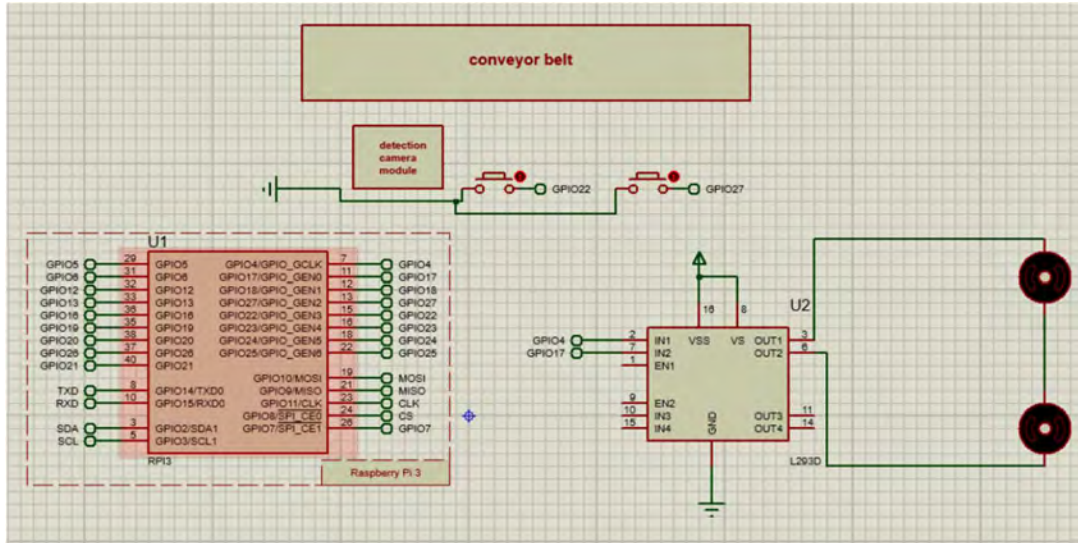 conveyor belt
detection
camera
module
GPIO22
GPIO27
U1
GPIO5 29 GPIO5 GPIO4/GPIO_GCLK 7 GPIO4
GPIO6 31 GPIO6 GPIO17/GPIO_GEN0 11 GPIO17
GPIO12 32 GPIO12 GPIO18/GPIO_GEN1 12 GPIO18
GPIO13 33 GPIO13 GPIO27/GPIO_GEN2 13 GPIO27
GPIO16 36 GPIO16 GPIO22/GPIO_GEN3 15 GPIO22
GPIO19 35 GPIO19 GPIO23/GPIO_GEN4 16 GPIO23
GPIO20 38 GPIO20 GPIO24/GPIO_GEN5 18 GPIO24
GPIO26 37 GPIO26 GPIO25/GPIO_GEN6 22 GPIO25
GPIO21 40 GPIO21
GPIO10/MOSI 19 MOSI
TXD 8 GPIO14/TXD0 GPIO9/MISO 21 MISO
RXD 10 GPIO15/RXD0 GPIO11/CLK 23 CLK
GPIO8/SPI_CE0 24 CS
SDA 3 GPIO2/SDA1 GPIO7/SPI_CE1 26 GPIO7
SCL 5 GPIO3/SCL1
RPI3
Raspberry Pi 3
U2
16 8
GPIO4 2 IN1 VSS VS OUT1 3
GPIO17 7 IN2 OUT2 6
1 EN1
9 EN2
10 IN3 OUT3 11
15 IN4 GND OUT4 14
L293D